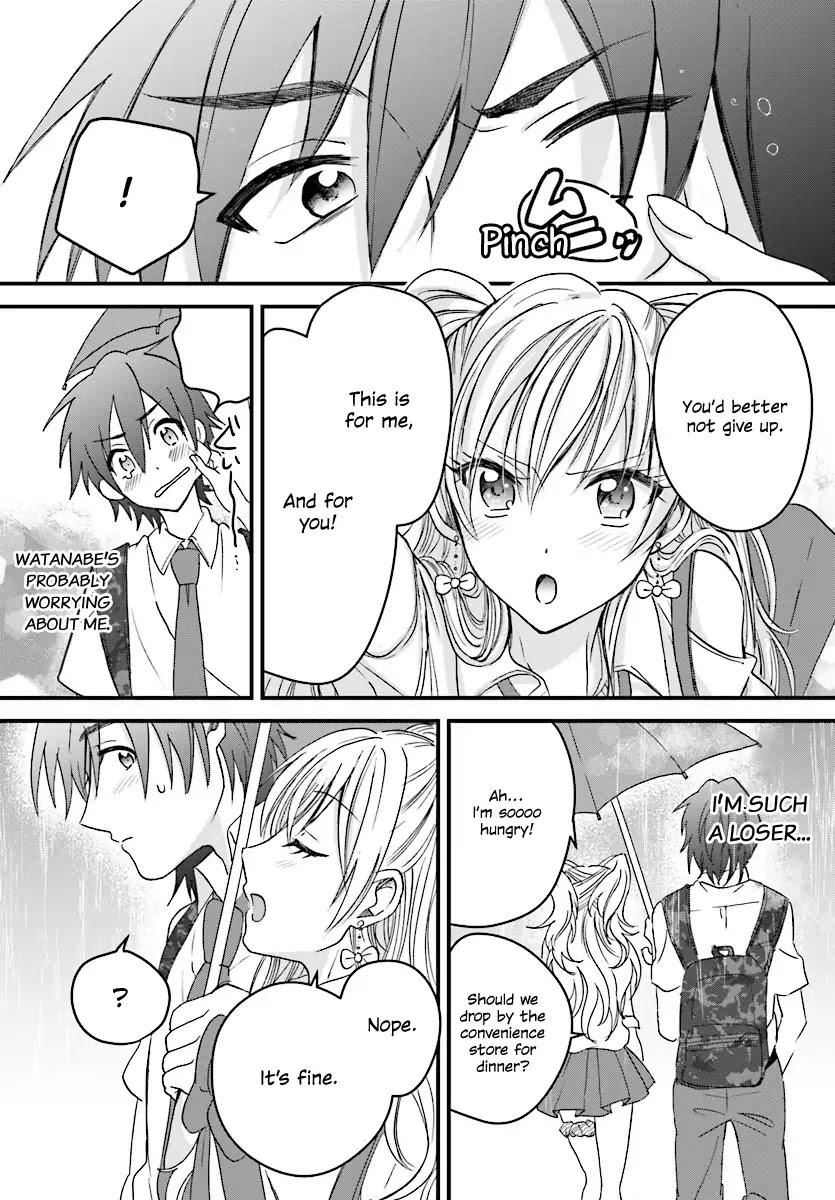 !
Pinch
ムニッ
You'd better
not give up.
This is
for me,
And for
you!
WATANABE'S
PROBABLY
WORRYING
ABOUT ME.
I'M SUCH
A LOSER...
Ah...
I'm soooo
hungry!
Should we
drop by the
convenience
store for
dinner?
Nope.
It's fine.
?